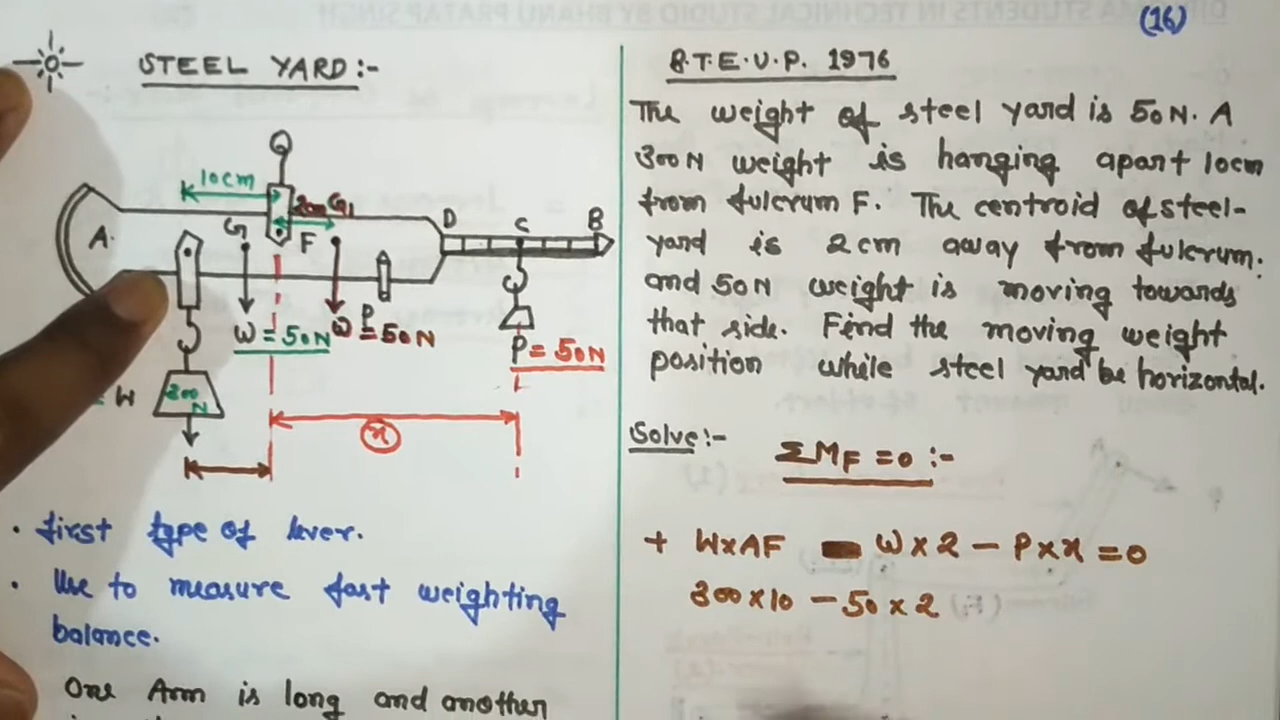 (16)
STEEL YARD:-
10cm
2cm G1
A
G
F
D
C
B
W = 50N
W
P = 50N
P = 50N
W
300
N
x
• first type of lever.
• Use to measure fast weighting
balance.
One Arm is long and another
B.T.E.U.P. 1976
The weight of steel yard is 50N. A
300N weight is hanging apart 10cm
from fulcrum F. The centroid of steel-
yard is 2cm away from fulcrum.
and 50N weight is moving towards
that side. Find the moving weight
position while steel yard be horizontal.
Solve:-
ΣMF = 0 :-
+ W×AF - W×2 - P×x = 0
300×10 - 50×2